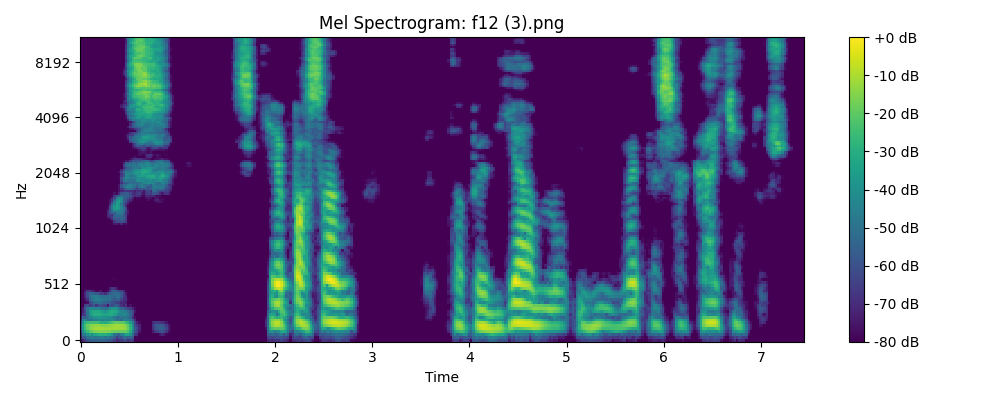 Mel Spectrogram: f12 (3).png
Hz
8192
4096
2048
1024
512
0
0 1 2 3 4 5 6 7
Time
+0 dB
-10 dB
-20 dB
-30 dB
-40 dB
-50 dB
-60 dB
-70 dB
-80 dB